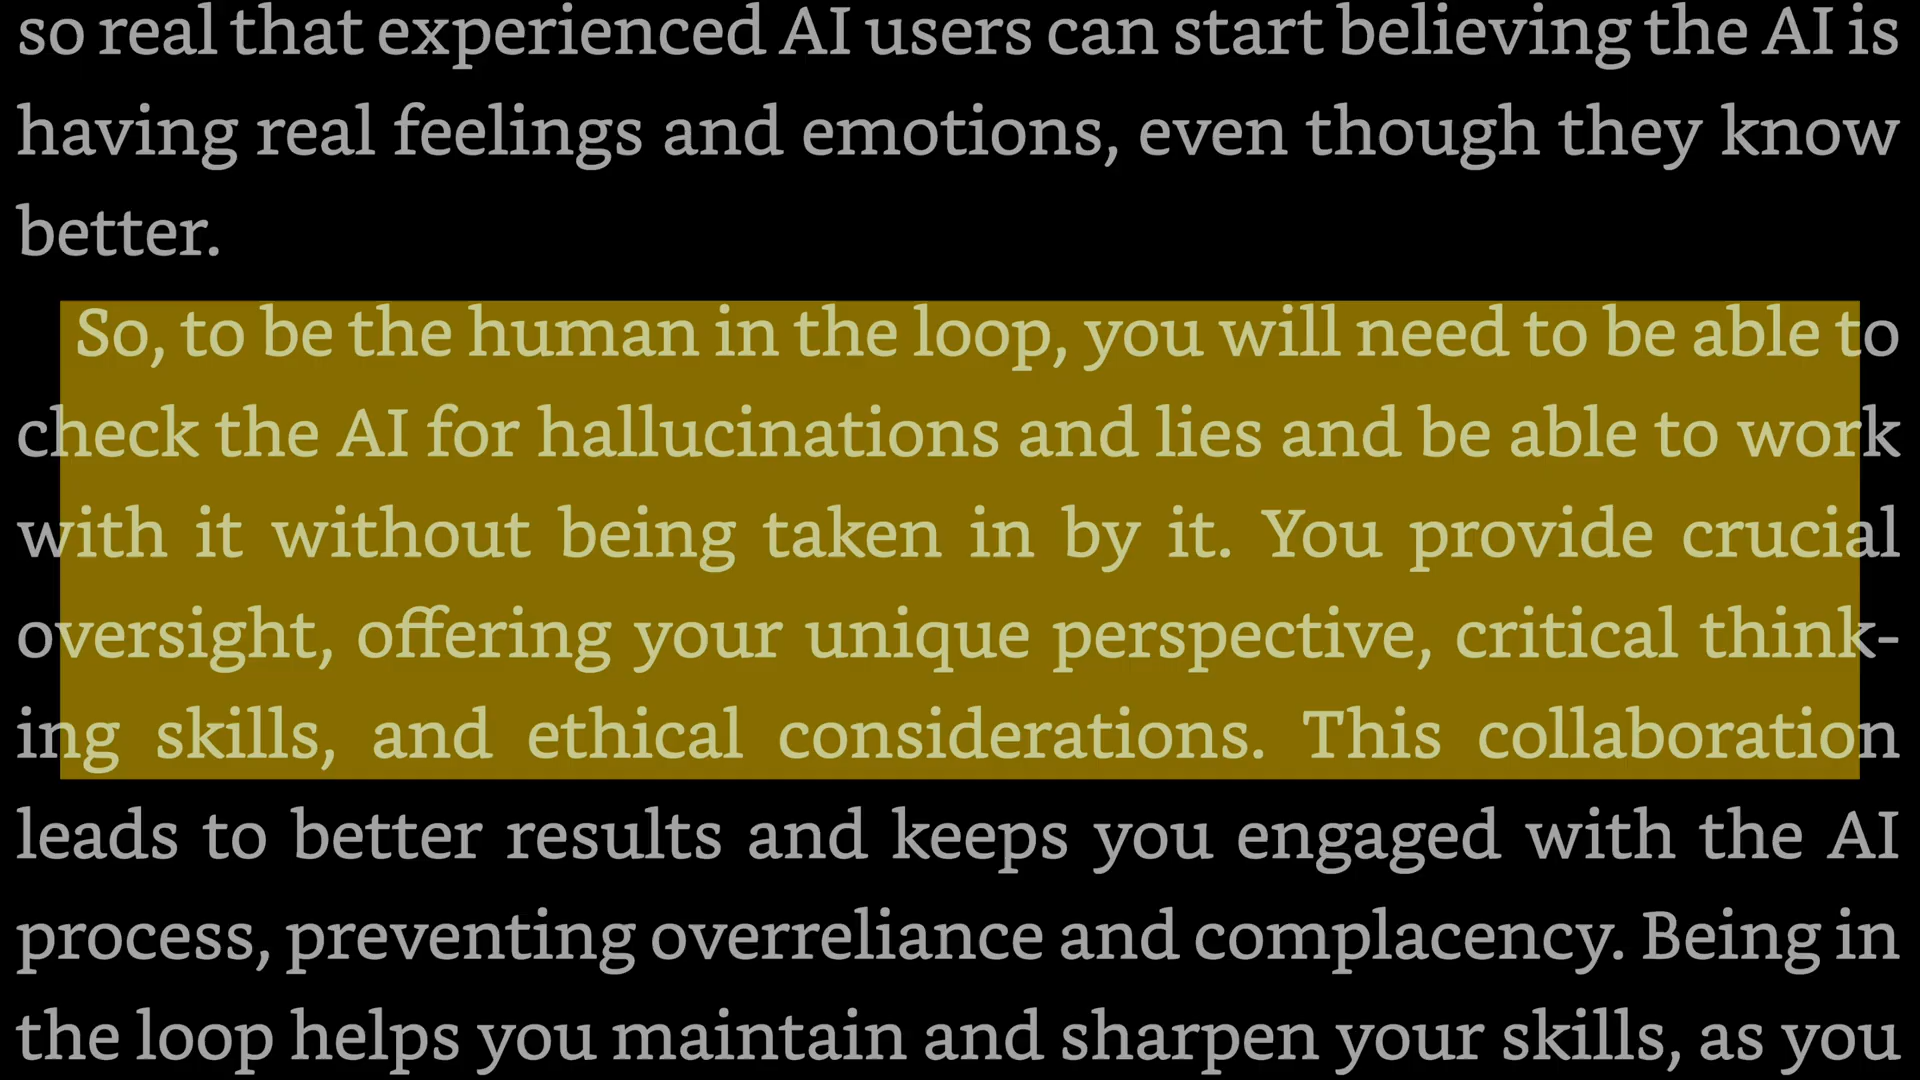 so real that experienced AI users can start believing the AI is
having real feelings and emotions, even though they know
better.
So, to be the human in the loop, you will need to be able to
check the AI for hallucinations and lies and be able to work
with it without being taken in by it. You provide crucial
oversight, offering your unique perspective, critical think-
ing skills, and ethical considerations. This collaboration
leads to better results and keeps you engaged with the AI
process, preventing overreliance and complacency. Being in
the loop helps you maintain and sharpen your skills, as you